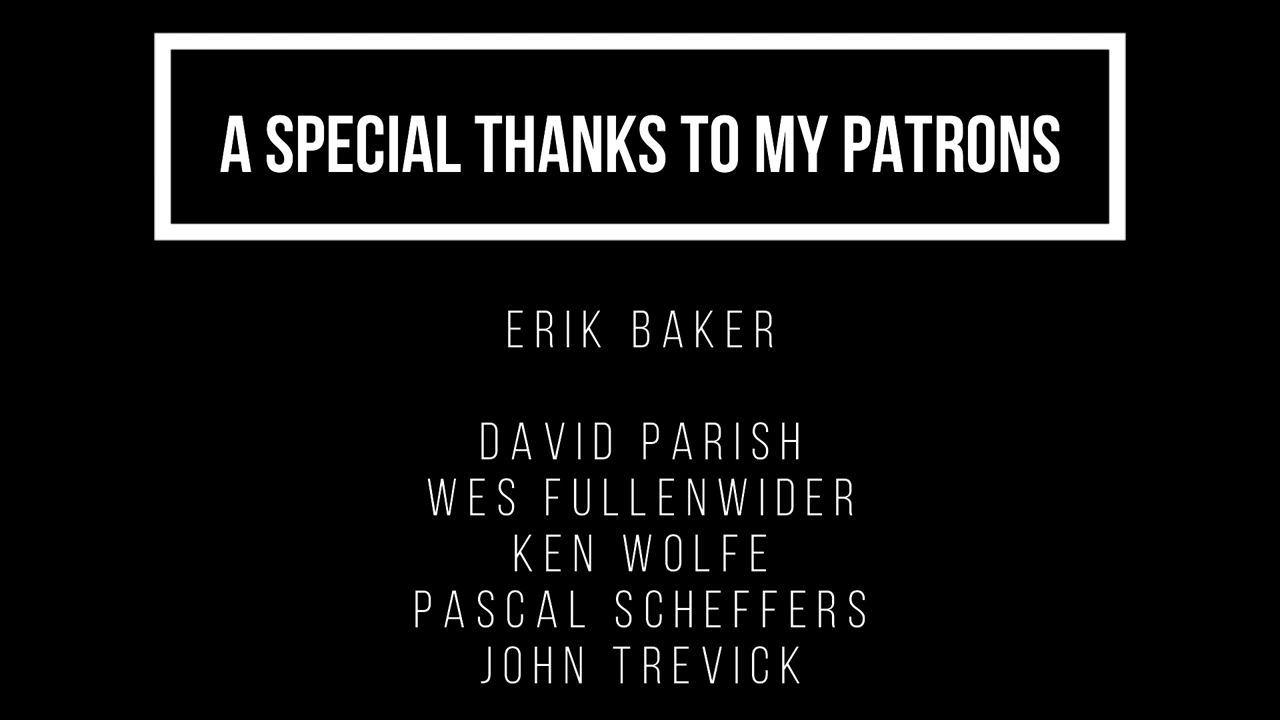 A SPECIAL THANKS TO MY PATRONS
ERIK BAKER
DAVID PARISH
WES FULLENWIDER
KEN WOLFE
PASCAL SCHEFFERS
JOHN TREVICK